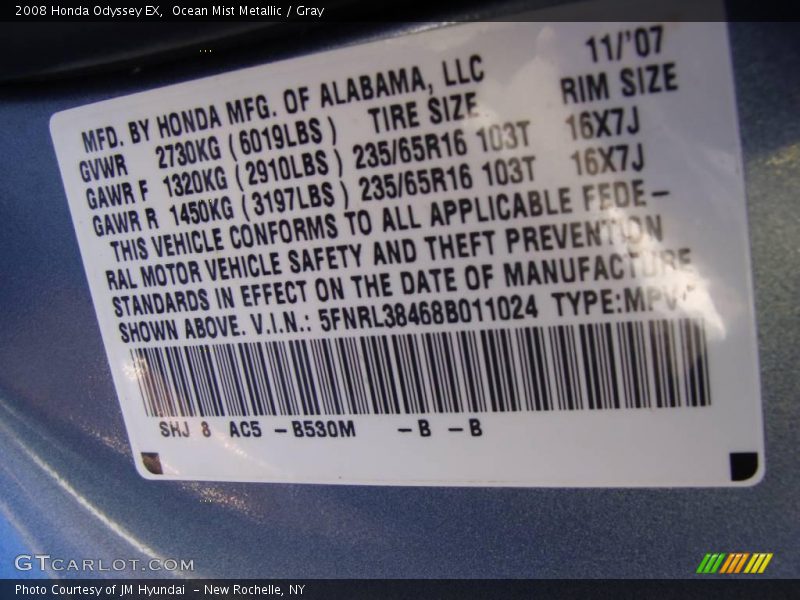 2008 Honda Odyssey EX,  Ocean Mist Metallic / Gray
11/'07
MFD. BY HONDA MFG. OF ALABAMA, LLC
GVWR 2730KG (6019LBS) TIRE SIZE RIM SIZE
GAWR F 1320KG (2910LBS) 235/65R16 103T 16X7J
GAWR R 1450KG (3197LBS) 235/65R16 103T 16X7J
THIS VEHICLE CONFORMS TO ALL APPLICABLE FEDE-
RAL MOTOR VEHICLE SAFETY AND THEFT PREVENTION
STANDARDS IN EFFECT ON THE DATE OF MANUFACTURE
SHOWN ABOVE. V.I.N.: 5FNRL38468B011024 TYPE:MPV
SHJ 8 AC5 -B530M -B -B
GTCARLOT.COM
Photo Courtesy of JM Hyundai  - New Rochelle, NY